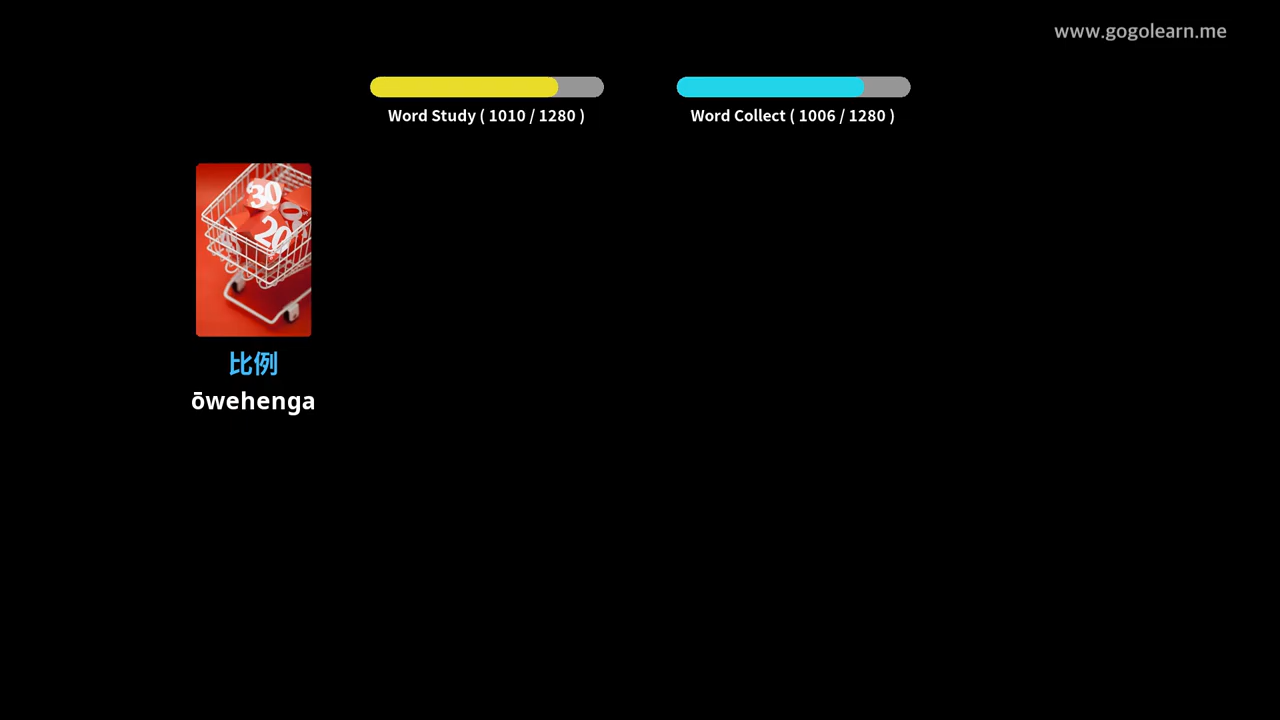 www.gogolearn.me
Word Study ( 1010 / 1280 )
Word Collect ( 1006 / 1280 )
30
20
比例
ōwehenga